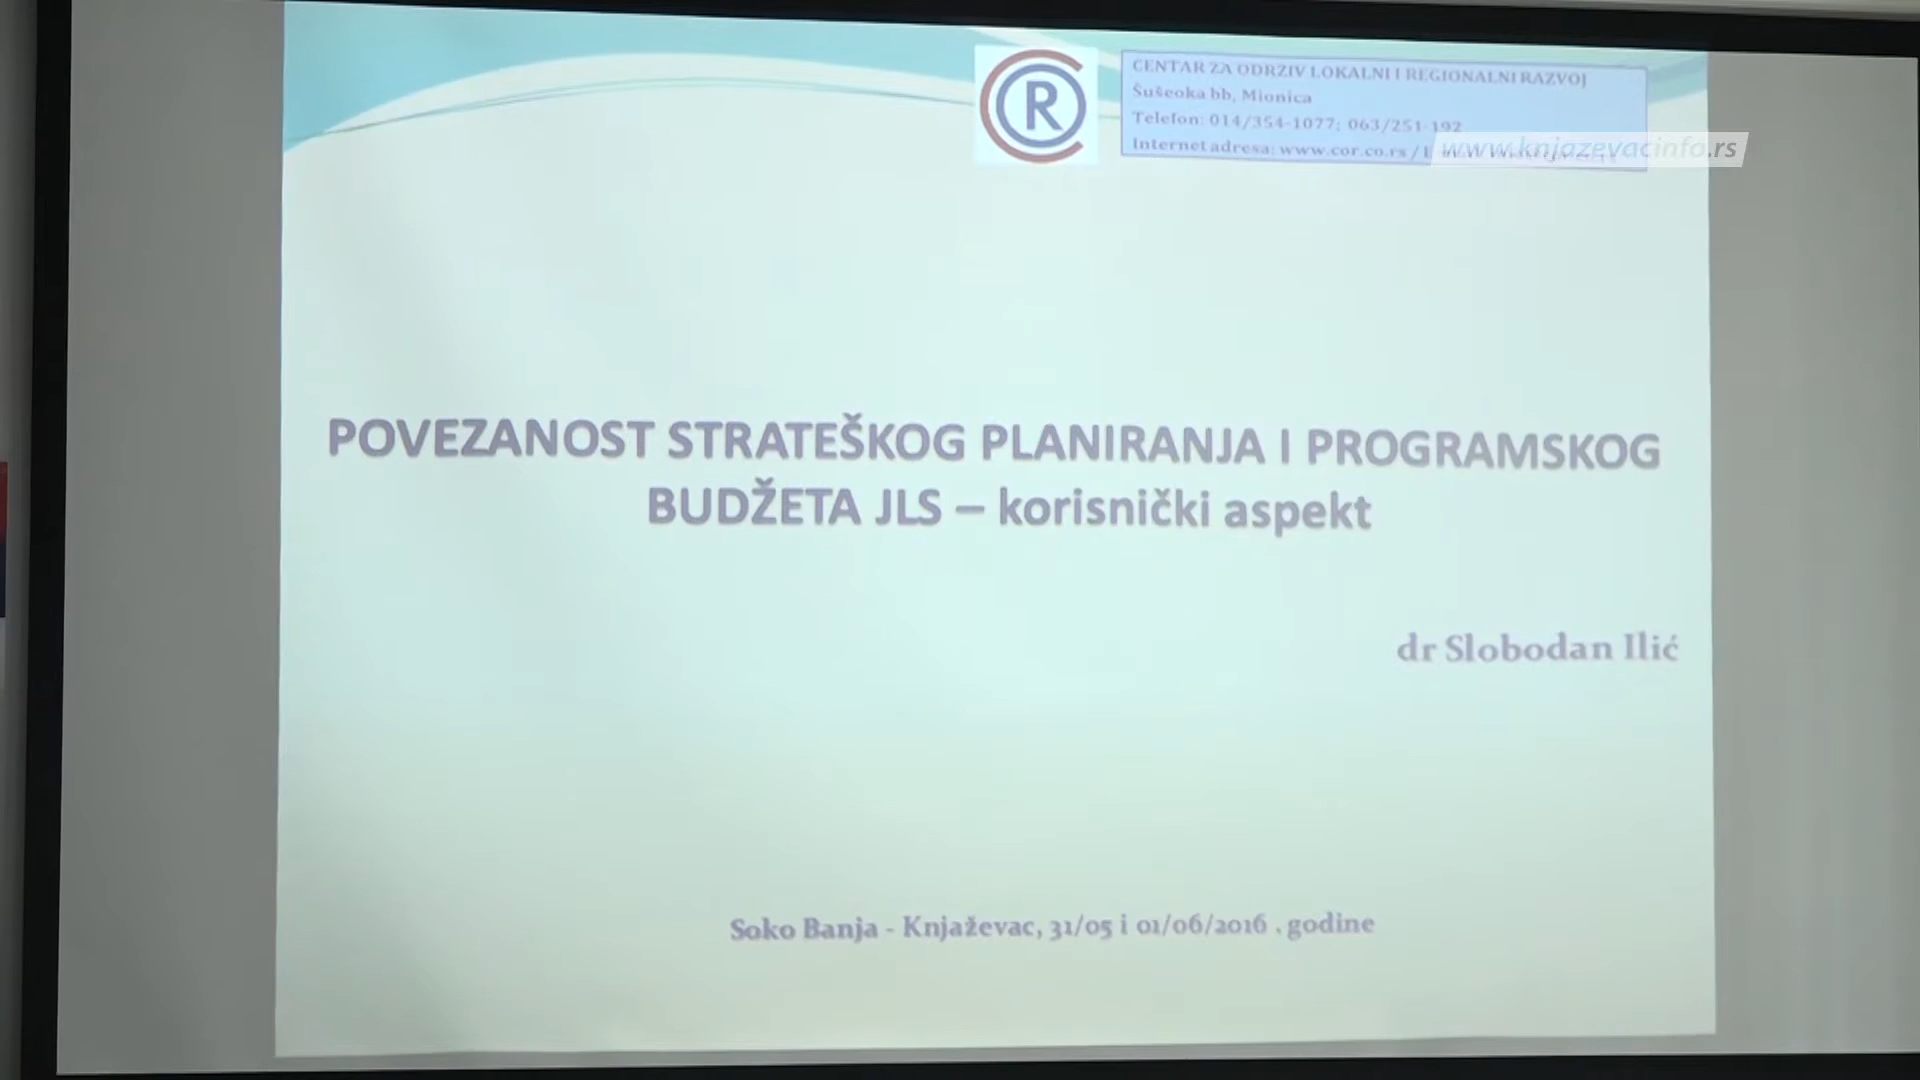 CENTAR ZA ODRZIV LOKALNI I REGIONALNI RAZVOJ
Šušeoka bb, Mionica
Telefon: 014/354-1077; 063/251-192
Internet adresa: www.cor.co.rs /
www.knjazevacinfo.rs
R
POVEZANOST STRATEŠKOG PLANIRANJA I PROGRAMSKOG
BUDŽETA JLS – korisnički aspekt
dr Slobodan Ilić
Soko Banja - Knjaževac, 31/05 i 01/06/2016 . godine